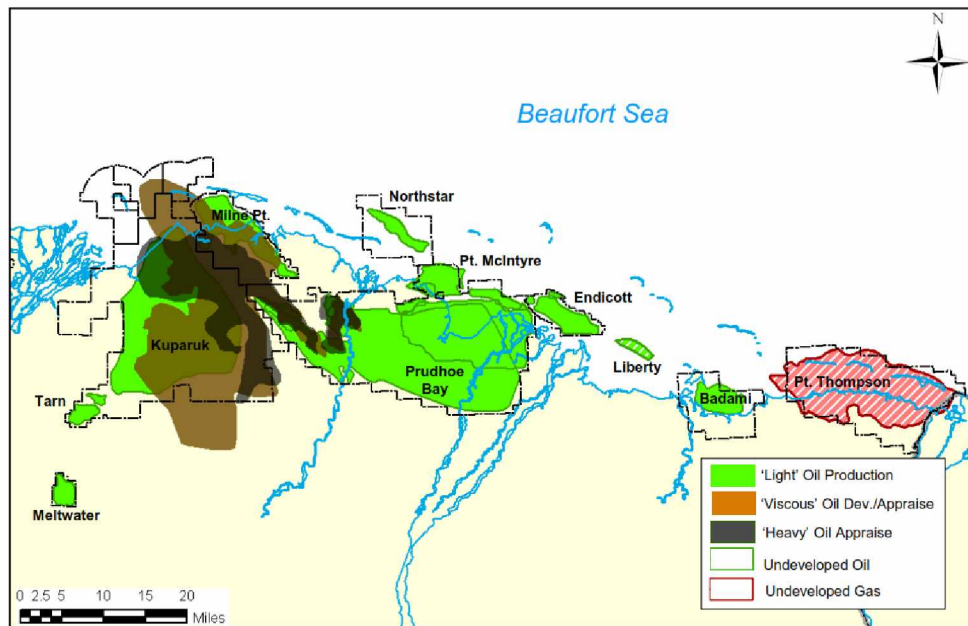 N
Beaufort Sea
Northstar
Milne Pt.
Pt. McIntyre
Endicott
Kuparuk
Liberty
Prudhoe
Bay
Pt. Thompson
Tarn
Badami
Meltwater
'Light' Oil Production
'Viscous' Oil Dev./Appraise
'Heavy' Oil Appraise
Undeveloped Oil
Undeveloped Gas
0 2.5 5 10 15 20
Miles